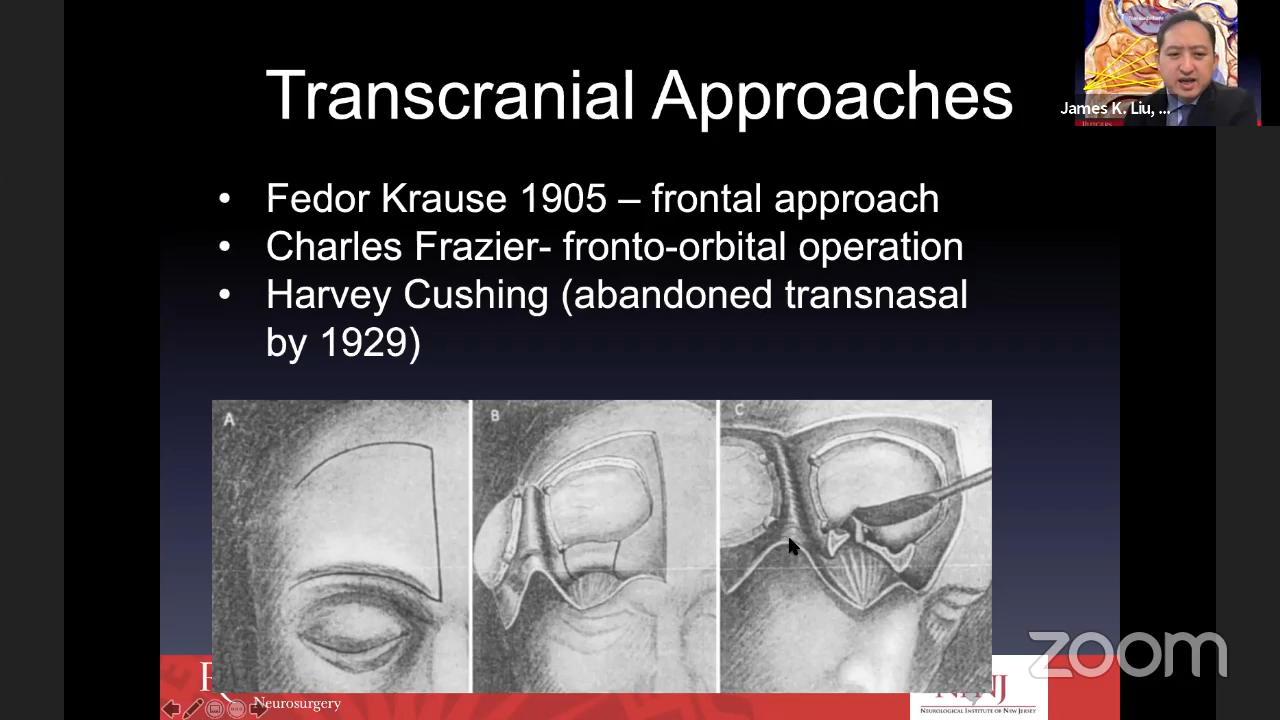 Transcranial Approaches
James K. Liu, ...
• Fedor Krause 1905 – frontal approach
• Charles Frazier- fronto-orbital operation
• Harvey Cushing (abandoned transnasal
by 1929)
A
B
C
zoom
Neurosurgery
NEUROLOGICAL INSTITUTE OF NEW JERSEY